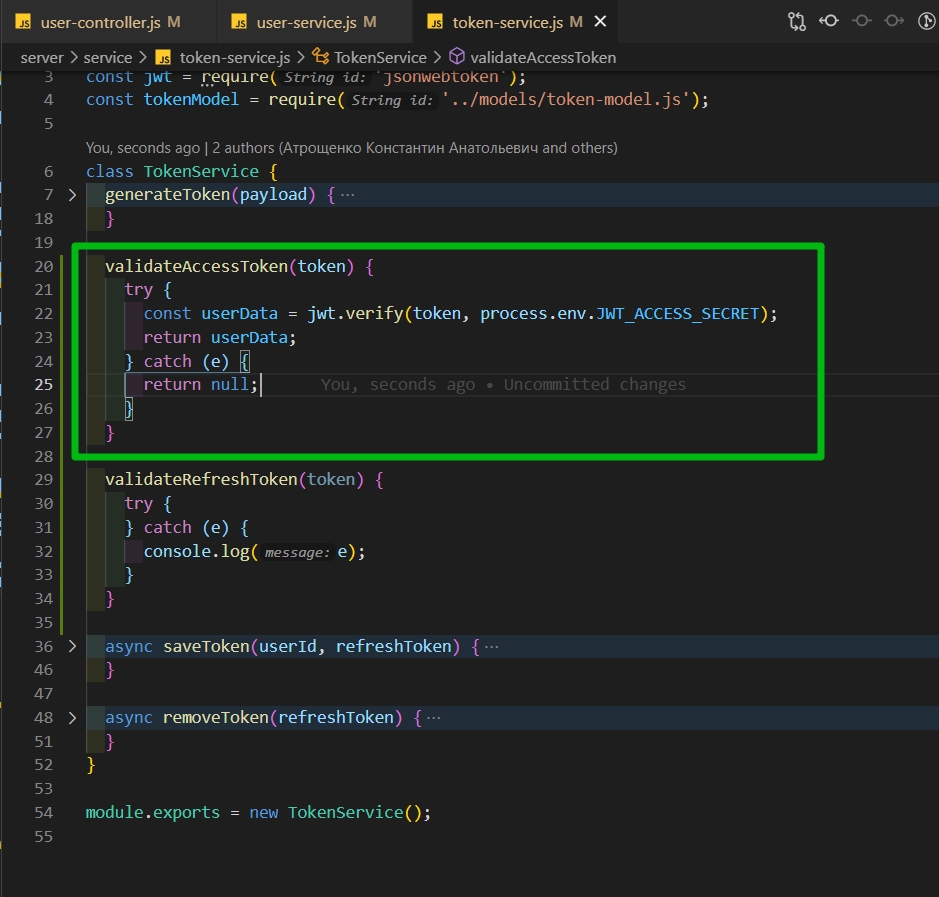 JS user-controller.js M JS user-service.js M JS token-service.js M
server > service > JS token-service.js > TokenService > validateAccessToken
3 const jwt = require( String id: 'jsonwebtoken');
4 const tokenModel = require( String id: '../models/token-model.js');
5
You, seconds ago | 2 authors (Атрощенко Константин Анатольевич and others)
6 class TokenService {
7 generateToken(payload) { ...
18 }
19
20 validateAccessToken(token) {
21 try {
22 const userData = jwt.verify(token, process.env.JWT_ACCESS_SECRET);
23 return userData;
24 } catch (e) {
25 return null; You, seconds ago • Uncommitted changes
26 }
27 }
28
29 validateRefreshToken(token) {
30 try {
31 } catch (e) {
32 console.log( message: e);
33 }
34 }
35
36 async saveToken(userId, refreshToken) { ...
46 }
47
48 async removeToken(refreshToken) { ...
51 }
52 }
53
54 module.exports = new TokenService();
55